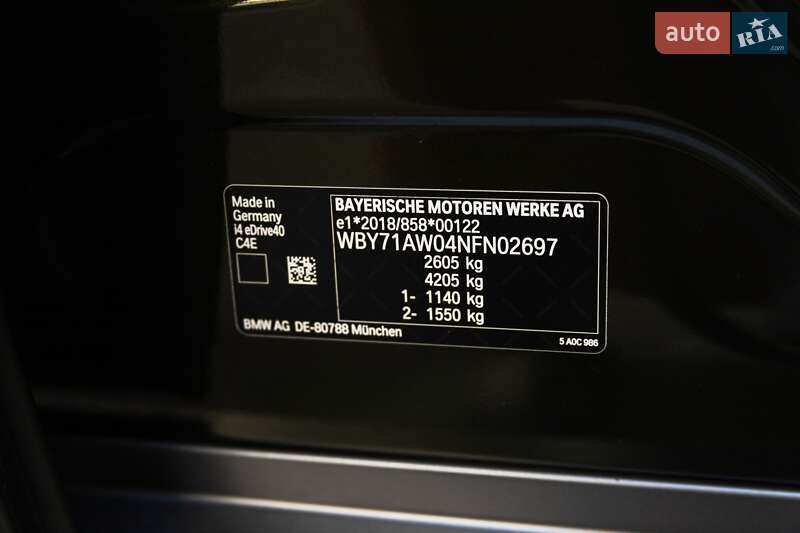 auto RIA.com
Made in
Germany
i4 eDrive40
C4E
BAYERISCHE MOTOREN WERKE AG
e1*2018/858*00122
WBY71AW04NFN02697
2605 kg
4205 kg
1- 1140 kg
2- 1550 kg
BMW AG DE-80788 München
5 A0C 986